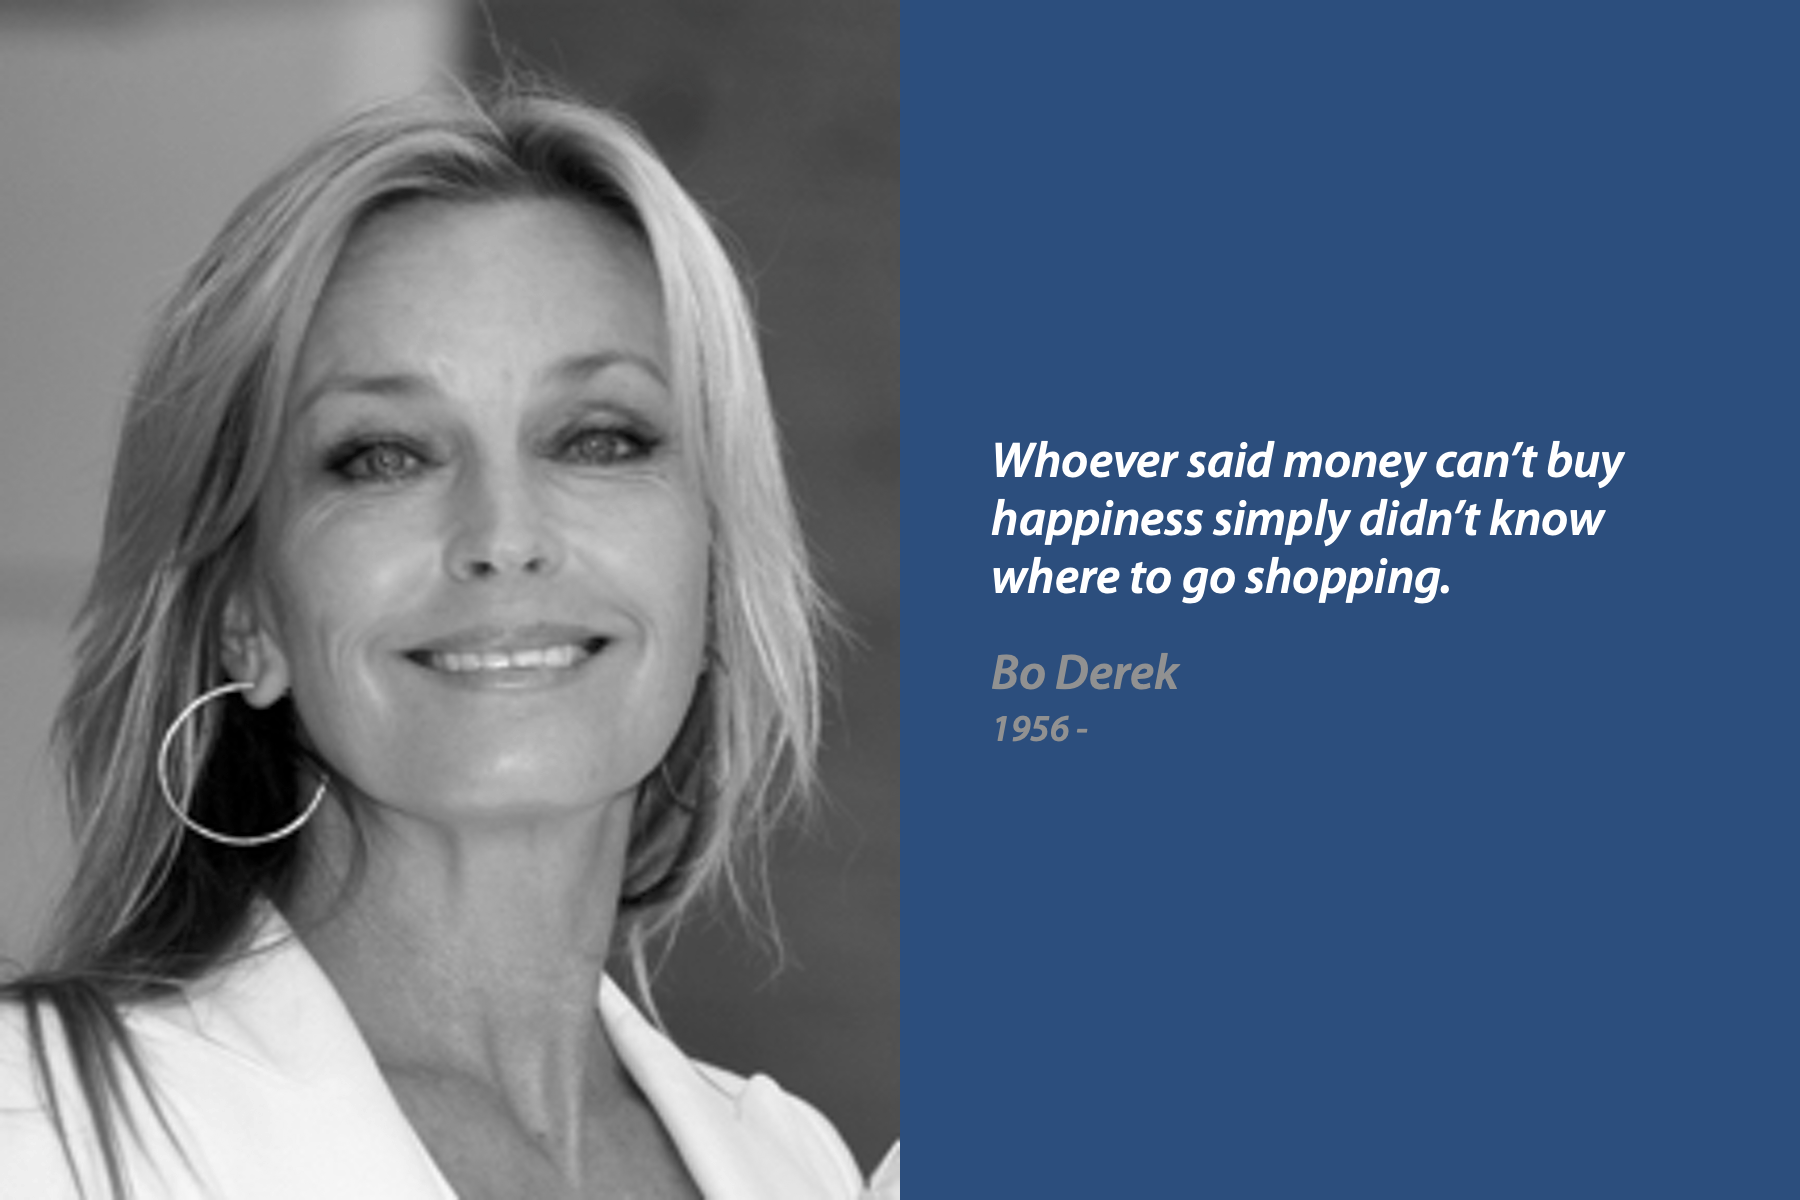 Whoever said money can’t buy
happiness simply didn’t know
where to go shopping.
Bo Derek
1956 -